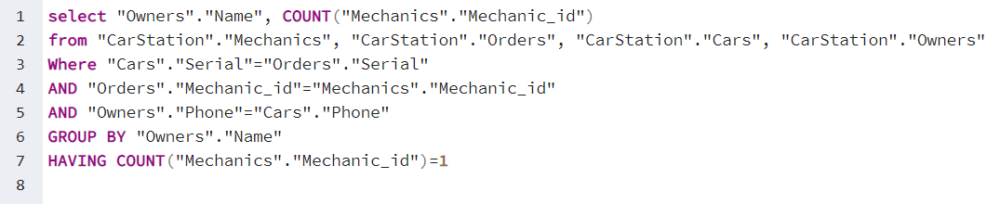 1 select "Owners"."Name", COUNT("Mechanics"."Mechanic_id")
2 from "CarStation"."Mechanics", "CarStation"."Orders", "CarStation"."Cars", "CarStation"."Owners"
3 Where "Cars"."Serial"="Orders"."Serial"
4 AND "Orders"."Mechanic_id"="Mechanics"."Mechanic_id"
5 AND "Owners"."Phone"="Cars"."Phone"
6 GROUP BY "Owners"."Name"
7 HAVING COUNT("Mechanics"."Mechanic_id")=1
8